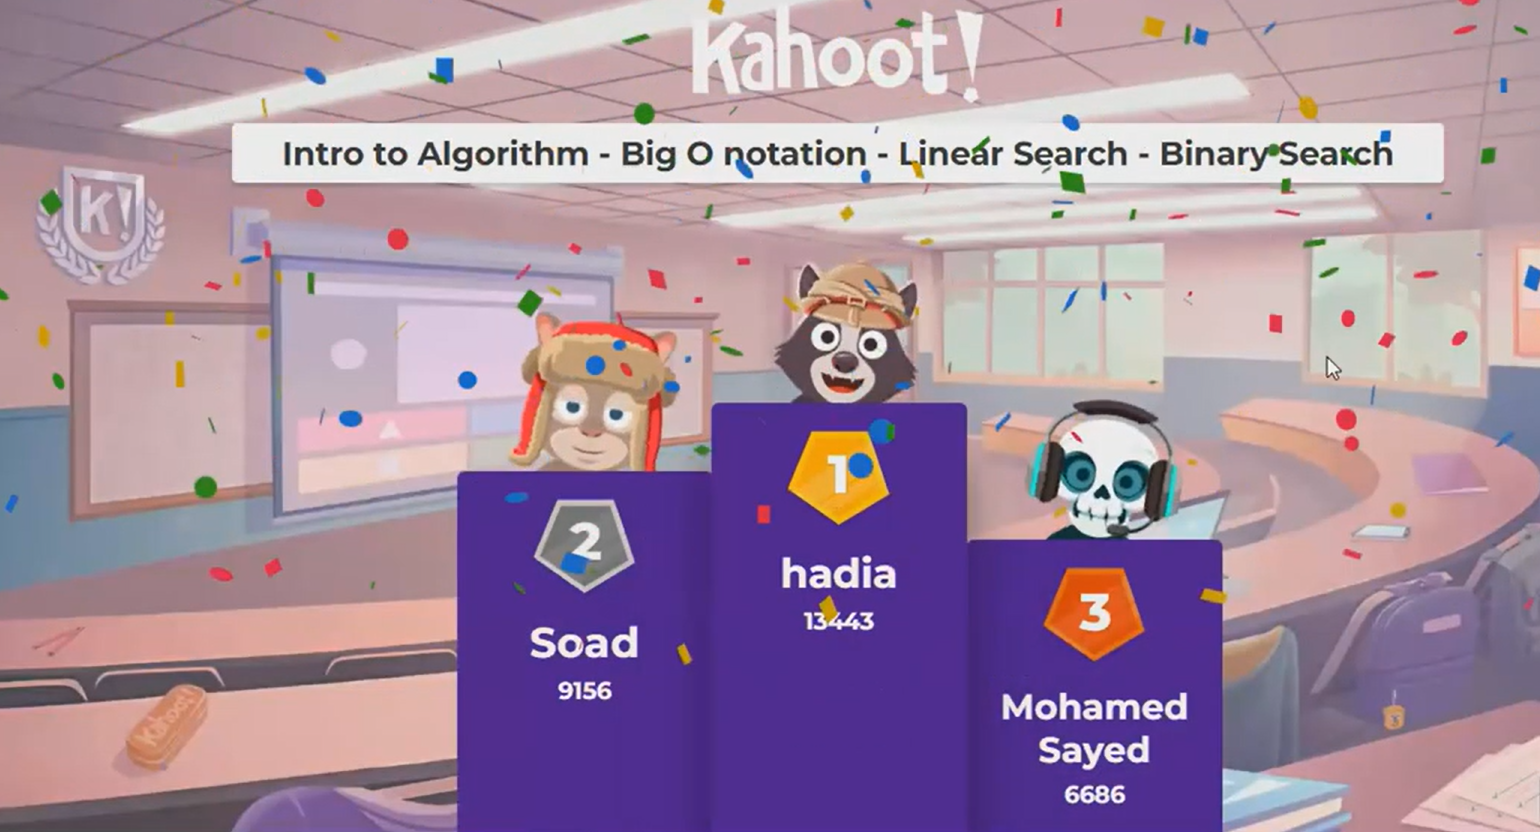 Kahoot!
Intro to Algorithm - Big O notation - Linear Search - Binary Search
K!
1
hadia
13443
2
Soad
9156
3
Mohamed
Sayed
6686
Kahoot!